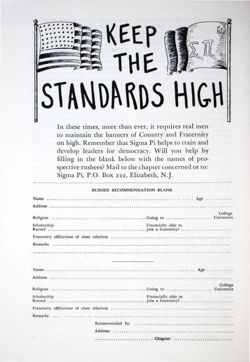 ΣΠ
KEEP
THE
STANDARDS HIGH
In these times, more than ever, it requires real men
to maintain the banners of Country and Fraternity
on high. Remember that Sigma Pi helps to train and
develop leaders for democracy. Will you help by
filling in the blank below with the names of pro-
spective rushees? Mail to the chapter concerned or to:
Sigma Pi, P.O. Box 222, Elizabeth, N.J.
RUSHEE RECOMMENDATION BLANK
Name Age
Address
College
Religion Going to University
Scholarship Financially able to
Record join a fraternity?
Fraternity affiliations of close relatives
Remarks
Name Age
Address
College
Religion Going to University
Scholarship Financially able to
Record join a fraternity?
Fraternity affiliations of close relatives
Remarks
Recommended by:
Address:
Chapter: